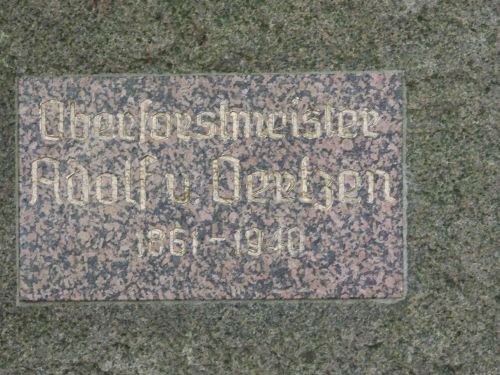 Oberforstmeister
Adolf v. Oertzen
1861-1940